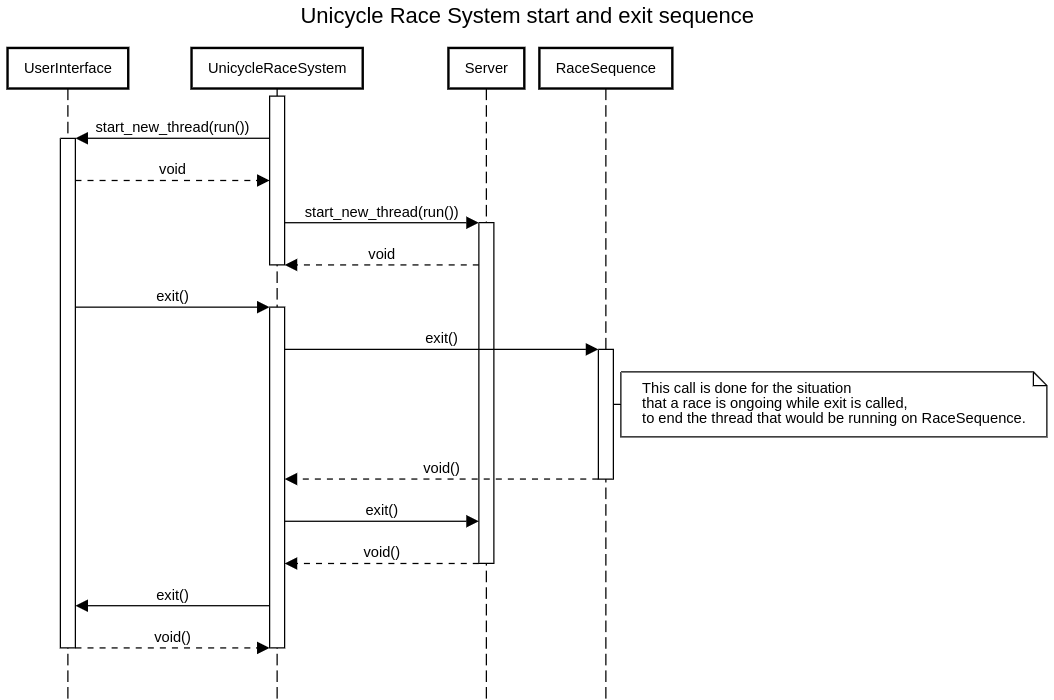 Unicycle Race System start and exit sequence
UserInterface
UnicycleRaceSystem
Server
RaceSequence
start_new_thread(run())
void
start_new_thread(run())
void
exit()
exit()
This call is done for the situation
that a race is ongoing while exit is called,
to end the thread that would be running on RaceSequence.
void()
exit()
void()
exit()
void()